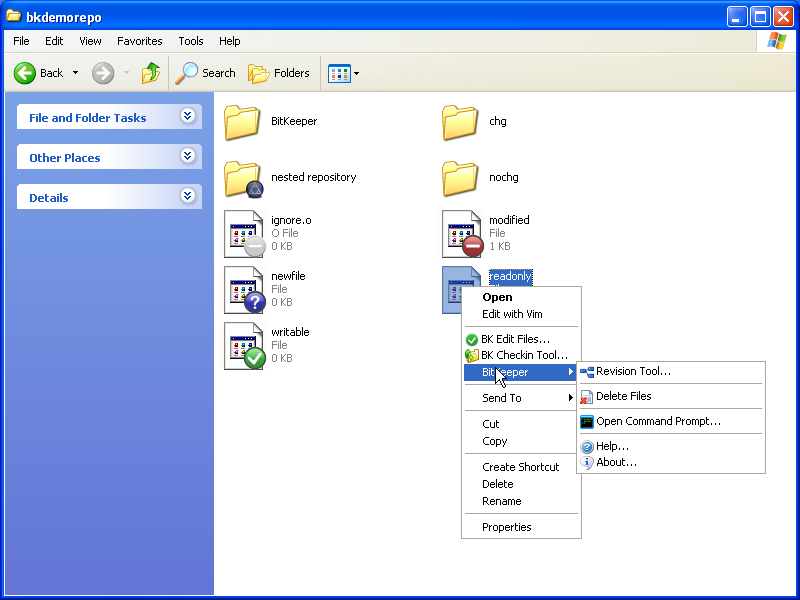 bkdemorepo
File Edit View Favorites Tools Help
Back Search Folders
File and Folder Tasks
Other Places
Details
BitKeeper
chg
nested repository
nochg
ignore.o
O File
0 KB
modified
File
1 KB
newfile
File
0 KB
readonly
writable
File
0 KB
Open
Edit with Vim
BK Edit Files...
BK Checkin Tool...
BitKeeper
Send To
Cut
Copy
Create Shortcut
Delete
Rename
Properties
Revision Tool...
Delete Files
Open Command Prompt...
Help...
About...